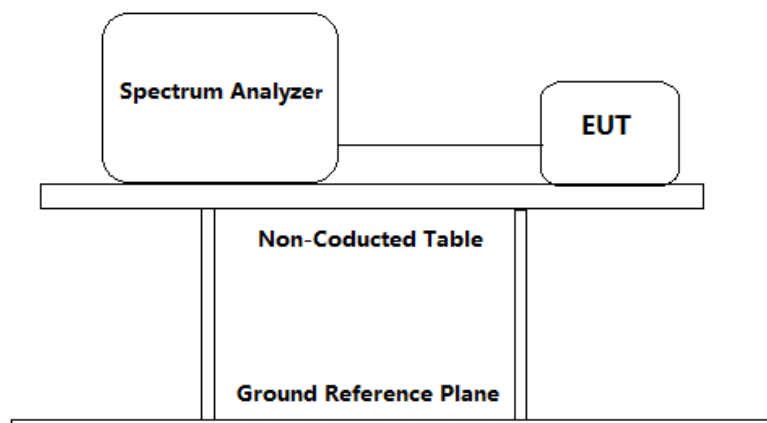 Spectrum Analyzer
EUT
Non-Coducted Table
Ground Reference Plane